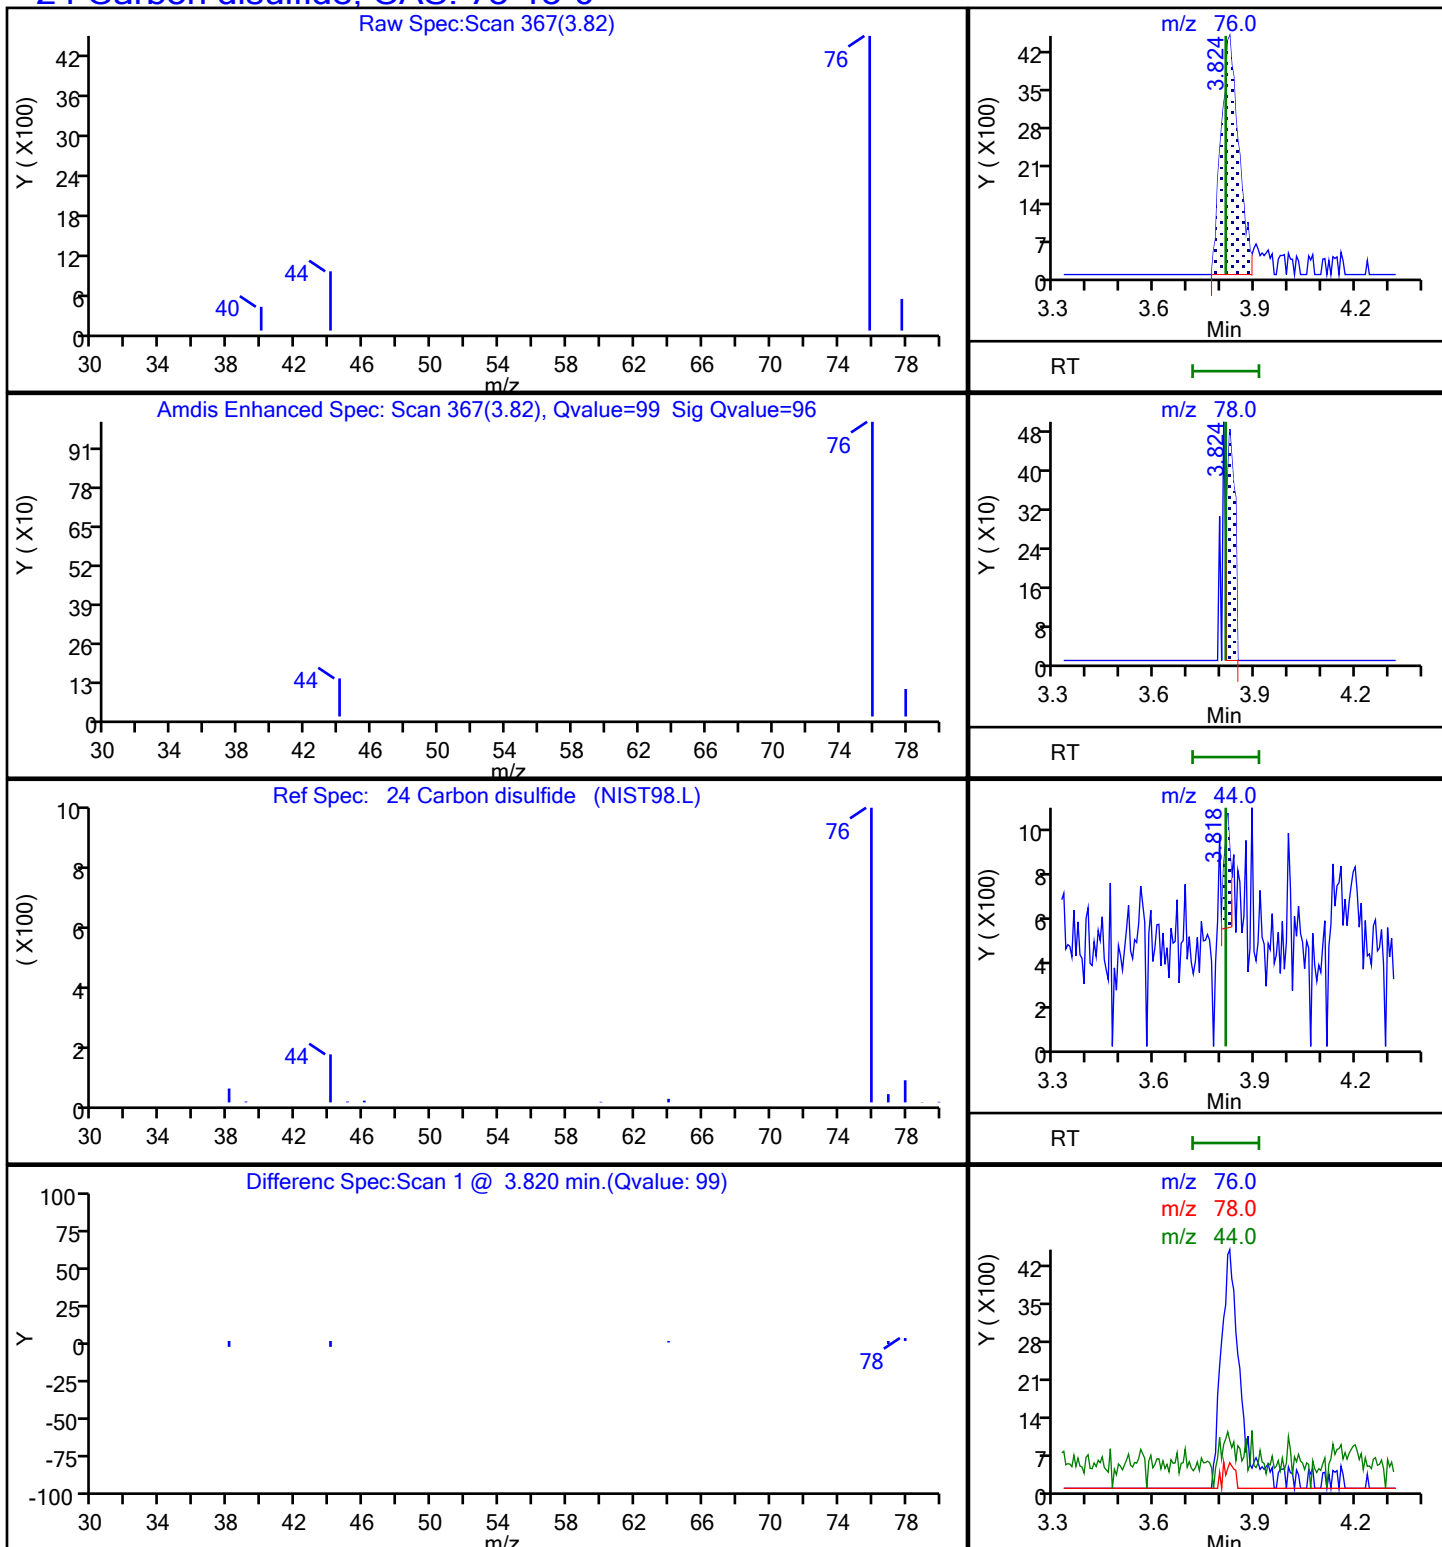 24 Carbon disulfide, CAS: 75-15-0
Raw Spec:Scan 367(3.82)
Y ( X100)
42
36
30
24
18
12
6
0
40
44
76
30 34 38 42 46 50 54 58 62 66 70 74 78
m/z
m/z 76.0
Y ( X100)
42
35
28
21
14
7
0
3.824
3.3 3.6 3.9 4.2
Min
RT
Amdis Enhanced Spec: Scan 367(3.82), Qvalue=99 Sig Qvalue=96
Y ( X10)
91
78
65
52
39
26
13
0
44
76
30 34 38 42 46 50 54 58 62 66 70 74 78
m/z
m/z 78.0
Y ( X10)
48
40
32
24
16
8
0
3.824
3.3 3.6 3.9 4.2
Min
RT
Ref Spec: 24 Carbon disulfide (NIST98.L)
( X100)
10
8
6
4
2
0
44
76
30 34 38 42 46 50 54 58 62 66 70 74 78
m/z
m/z 44.0
Y ( X100)
10
8
6
4
2
0
3.818
3.3 3.6 3.9 4.2
Min
RT
Differenc Spec:Scan 1 @ 3.820 min.(Qvalue: 99)
Y
100
75
50
25
0
-25
-50
-75
-100
78
30 34 38 42 46 50 54 58 62 66 70 74 78
m/z
m/z 76.0
m/z 78.0
m/z 44.0
Y ( X100)
42
35
28
21
14
7
0
3.3 3.6 3.9 4.2
Min